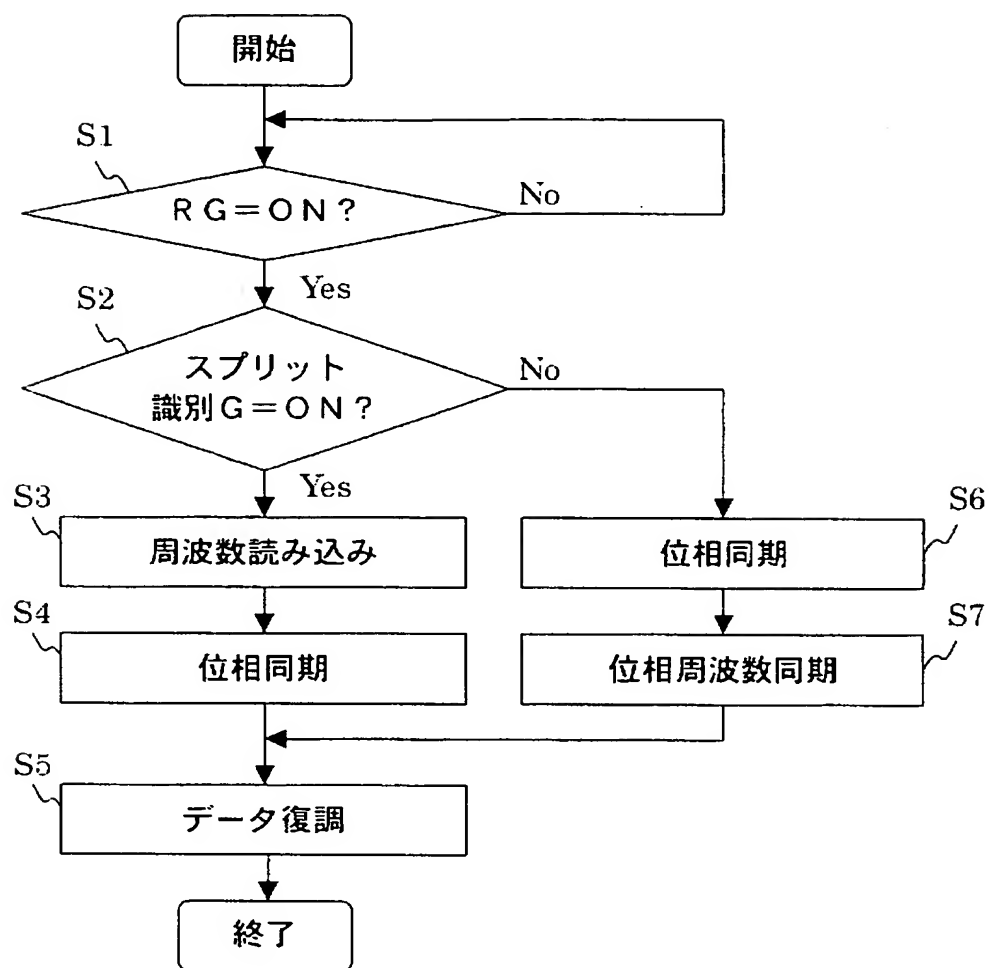 開始
S1
RG=ON?
No
Yes
S2
スプリット
識別G=ON?
No
Yes
S3
周波数読み込み
S6
位相同期
S4
位相同期
S7
位相周波数同期
S5
データ復調
終了